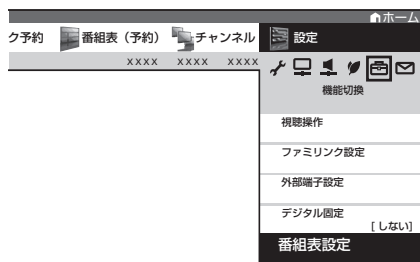 ホーム
ク予約 番組表（予約） チャンネル 設定
xxxx xxxx xxxx
機能切換
視聴操作
ファミリンク設定
外部端子設定
デジタル固定
[しない]
番組表設定